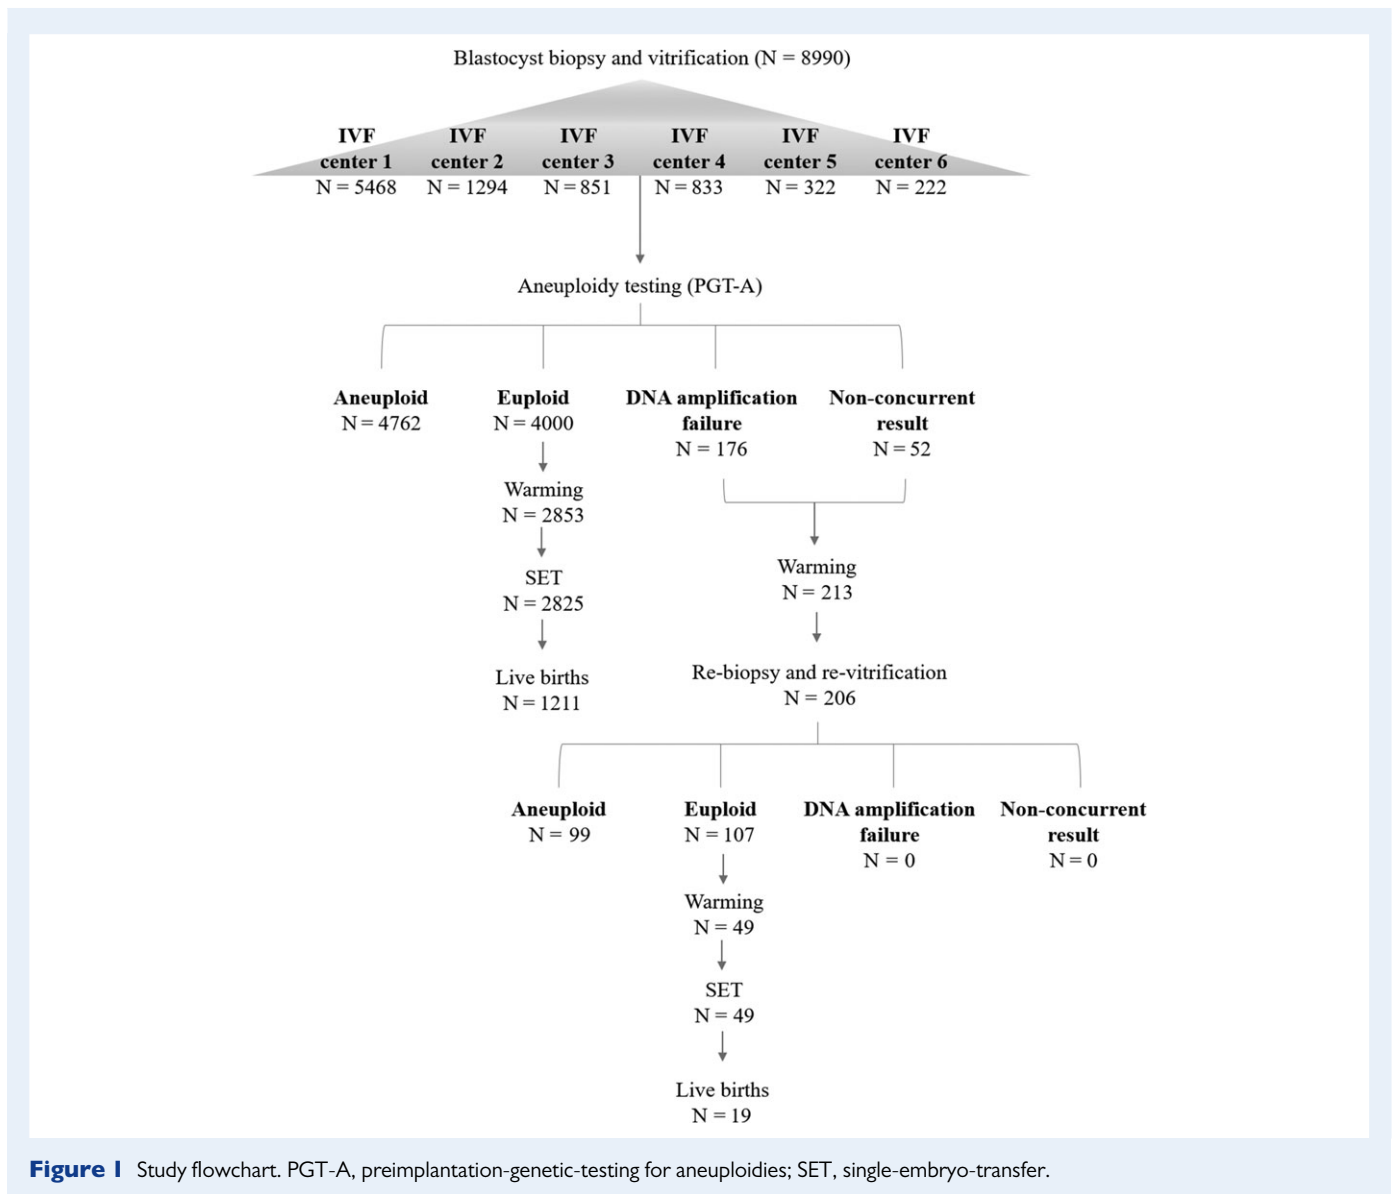 Blastocyst biopsy and vitrification (N = 8990)
IVF center 1 N = 5468
IVF center 2 N = 1294
IVF center 3 N = 851
IVF center 4 N = 833
IVF center 5 N = 322
IVF center 6 N = 222
Aneuploidy testing (PGT-A)
Aneuploid
N = 4762
Euploid
N = 4000
DNA amplification
failure
N = 176
Non-concurrent
result
N = 52
Warming
N = 2853
SET
N = 2825
Live births
N = 1211
Warming
N = 213
Re-biopsy and re-vitrification
N = 206
Aneuploid
N = 99
Euploid
N = 107
DNA amplification
failure
N = 0
Non-concurrent
result
N = 0
Warming
N = 49
SET
N = 49
Live births
N = 19
Figure 1 Study flowchart. PGT-A, preimplantation-genetic-testing for aneuploidies; SET, single-embryo-transfer.